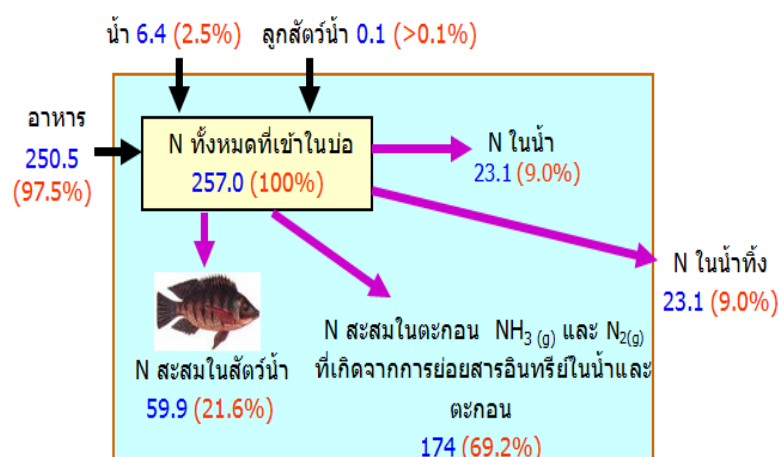 น้ำ 6.4 (2.5%)
ลูกสัตว์น้ำ 0.1 (>0.1%)
อาหาร
250.5
(97.5%)
N ทั้งหมดที่เข้าในบ่อ
257.0 (100%)
N ในน้ำ
23.1 (9.0%)
N ในน้ำทิ้ง
23.1 (9.0%)
N สะสมในสัตว์น้ำ
59.9 (21.6%)
N สะสมในตะกอน NH3 (g) และ N2(g)
ที่เกิดจากการย่อยสารอินทรีย์ในน้ำและ
ตะกอน
174 (69.2%)